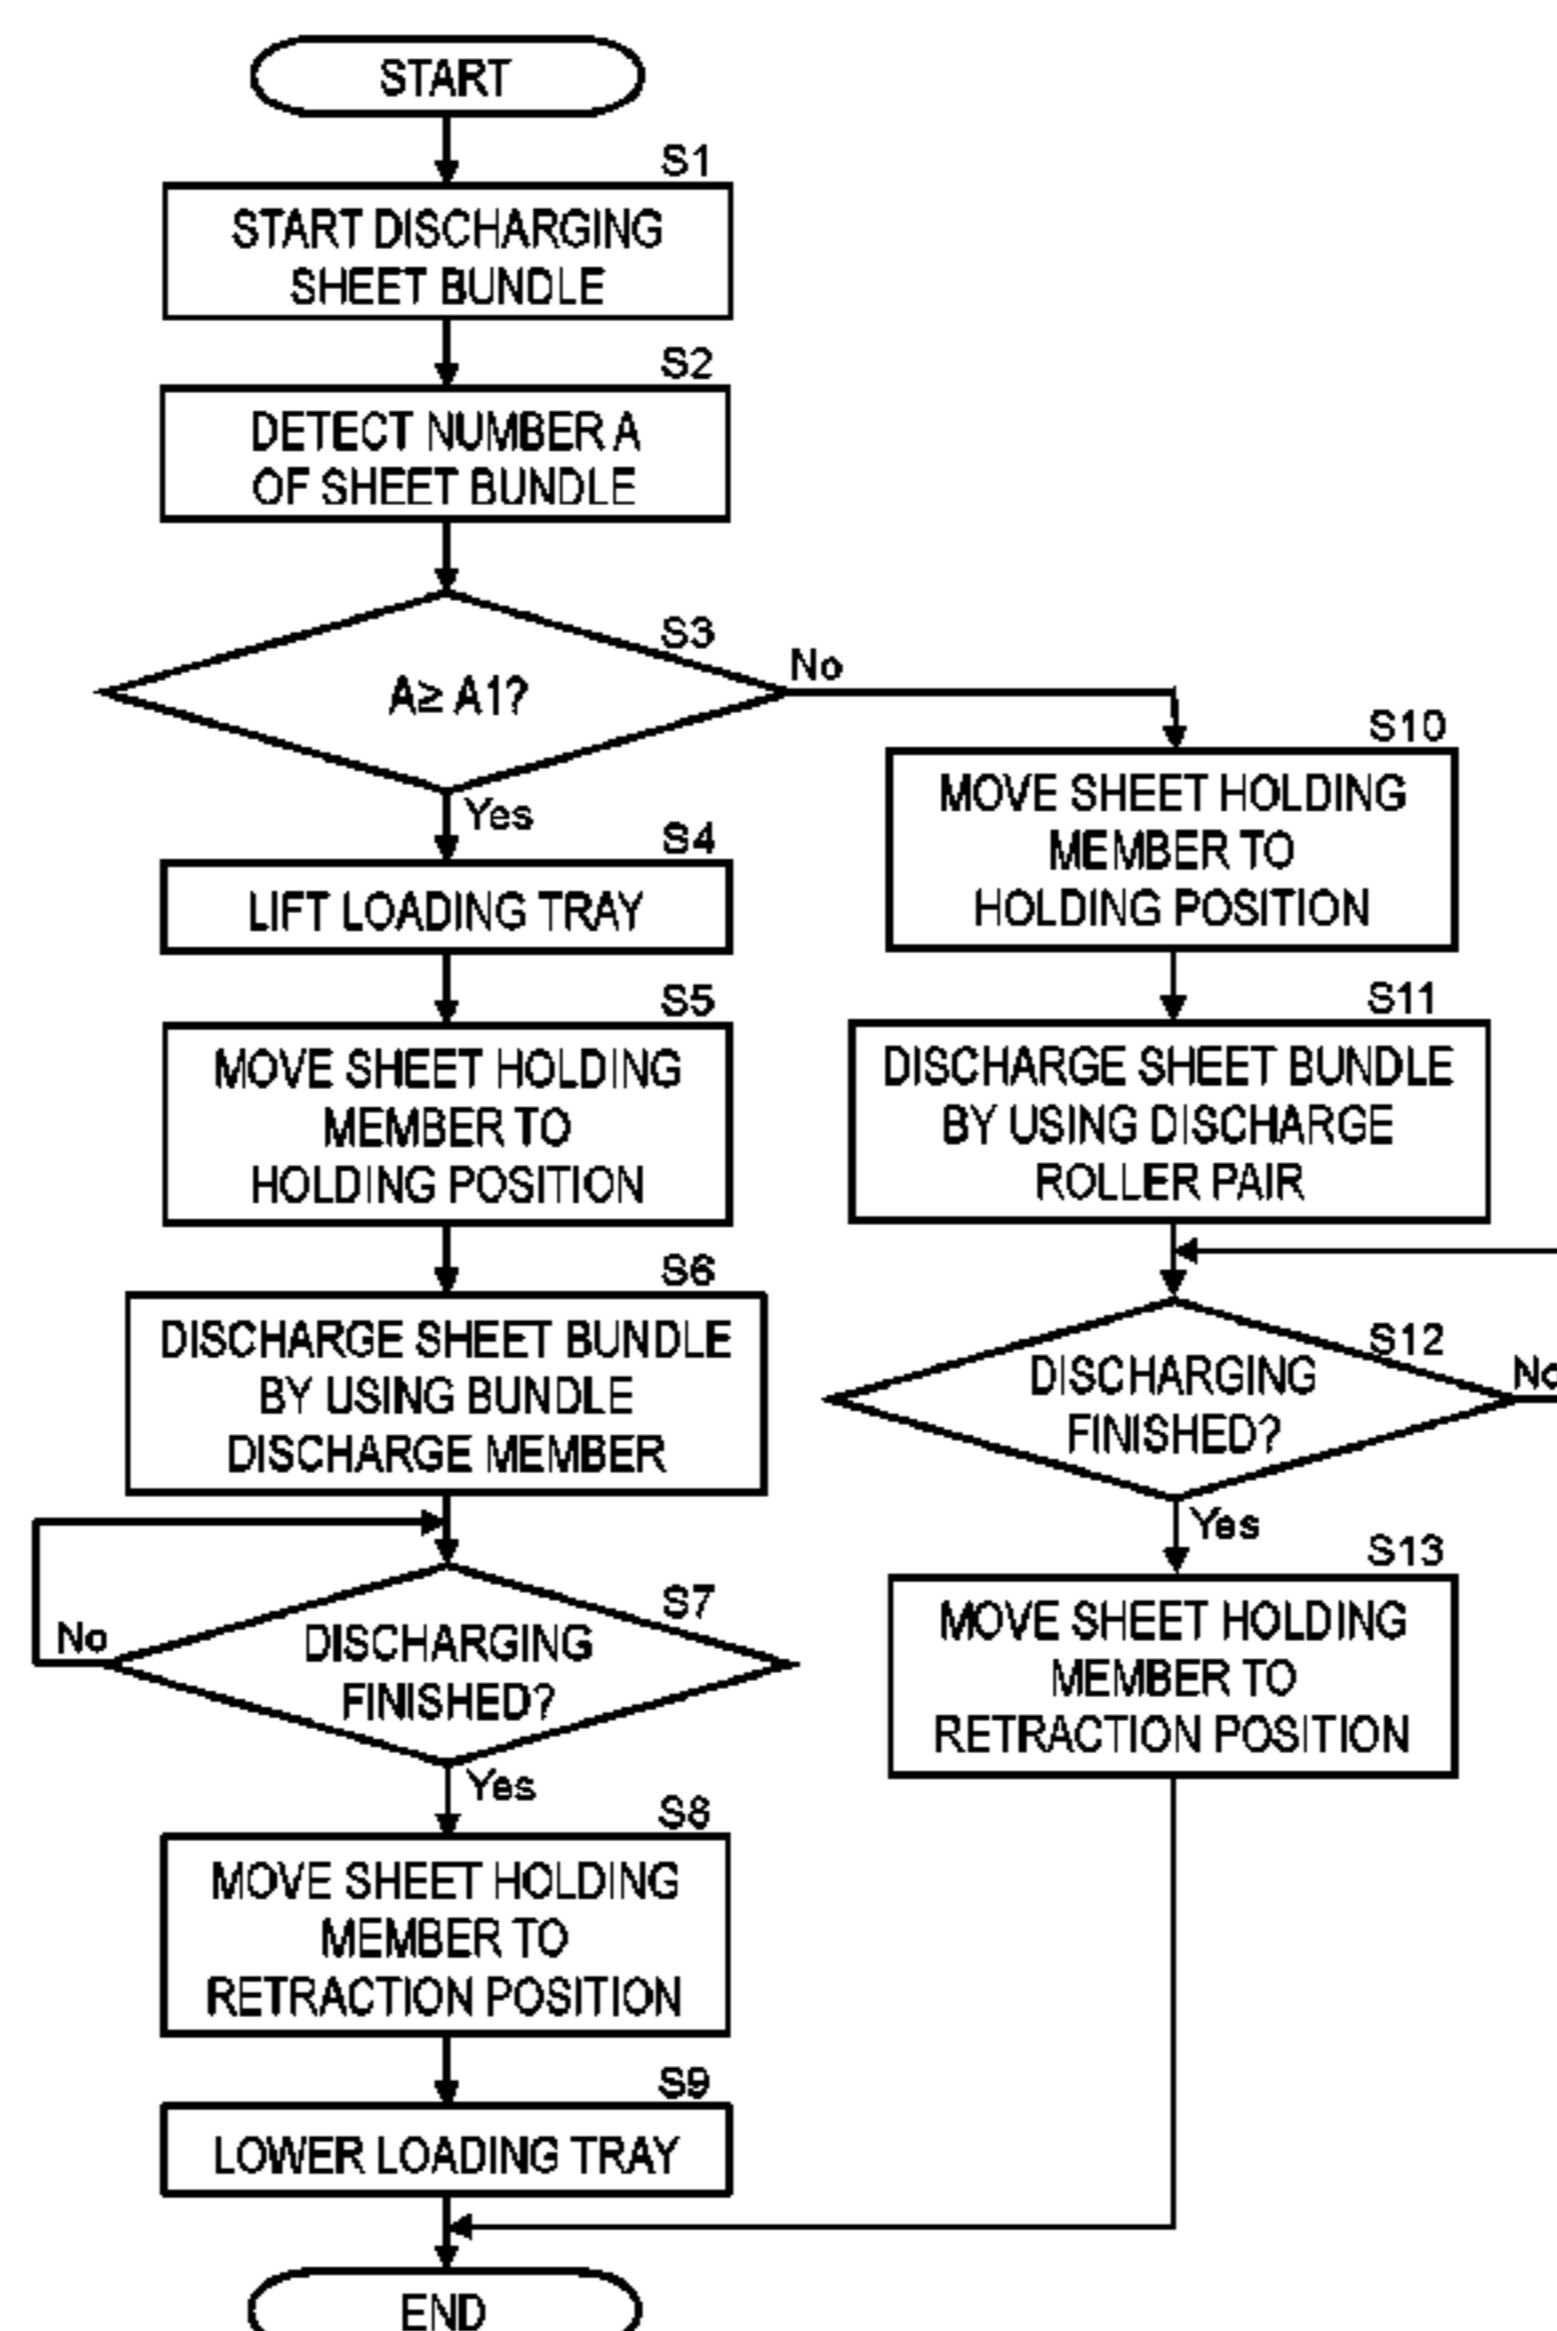 START
S1
START DISCHARGING
SHEET BUNDLE
S2
DETECT NUMBER A
OF SHEET BUNDLE
S3
A≥ A1?
No
Yes
S4
LIFT LOADING TRAY
S5
MOVE SHEET HOLDING
MEMBER TO
HOLDING POSITION
S6
DISCHARGE SHEET BUNDLE
BY USING BUNDLE
DISCHARGE MEMBER
S7
DISCHARGING
FINISHED?
No
Yes
S8
MOVE SHEET HOLDING
MEMBER TO
RETRACTION POSITION
S9
LOWER LOADING TRAY
END
S10
MOVE SHEET HOLDING
MEMBER TO
HOLDING POSITION
S11
DISCHARGE SHEET BUNDLE
BY USING DISCHARGE
ROLLER PAIR
S12
DISCHARGING
FINISHED?
No
Yes
S13
MOVE SHEET HOLDING
MEMBER TO
RETRACTION POSITION